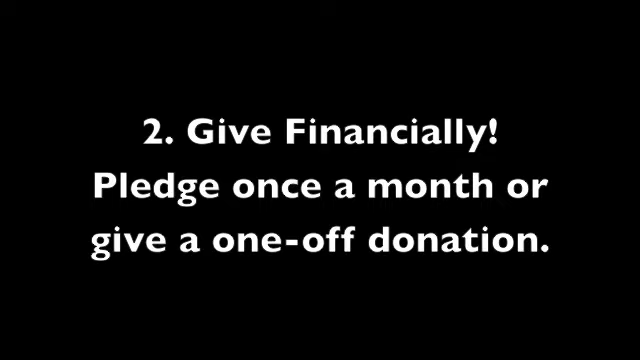 2. Give Financially!
Pledge once a month or
give a one-off donation.